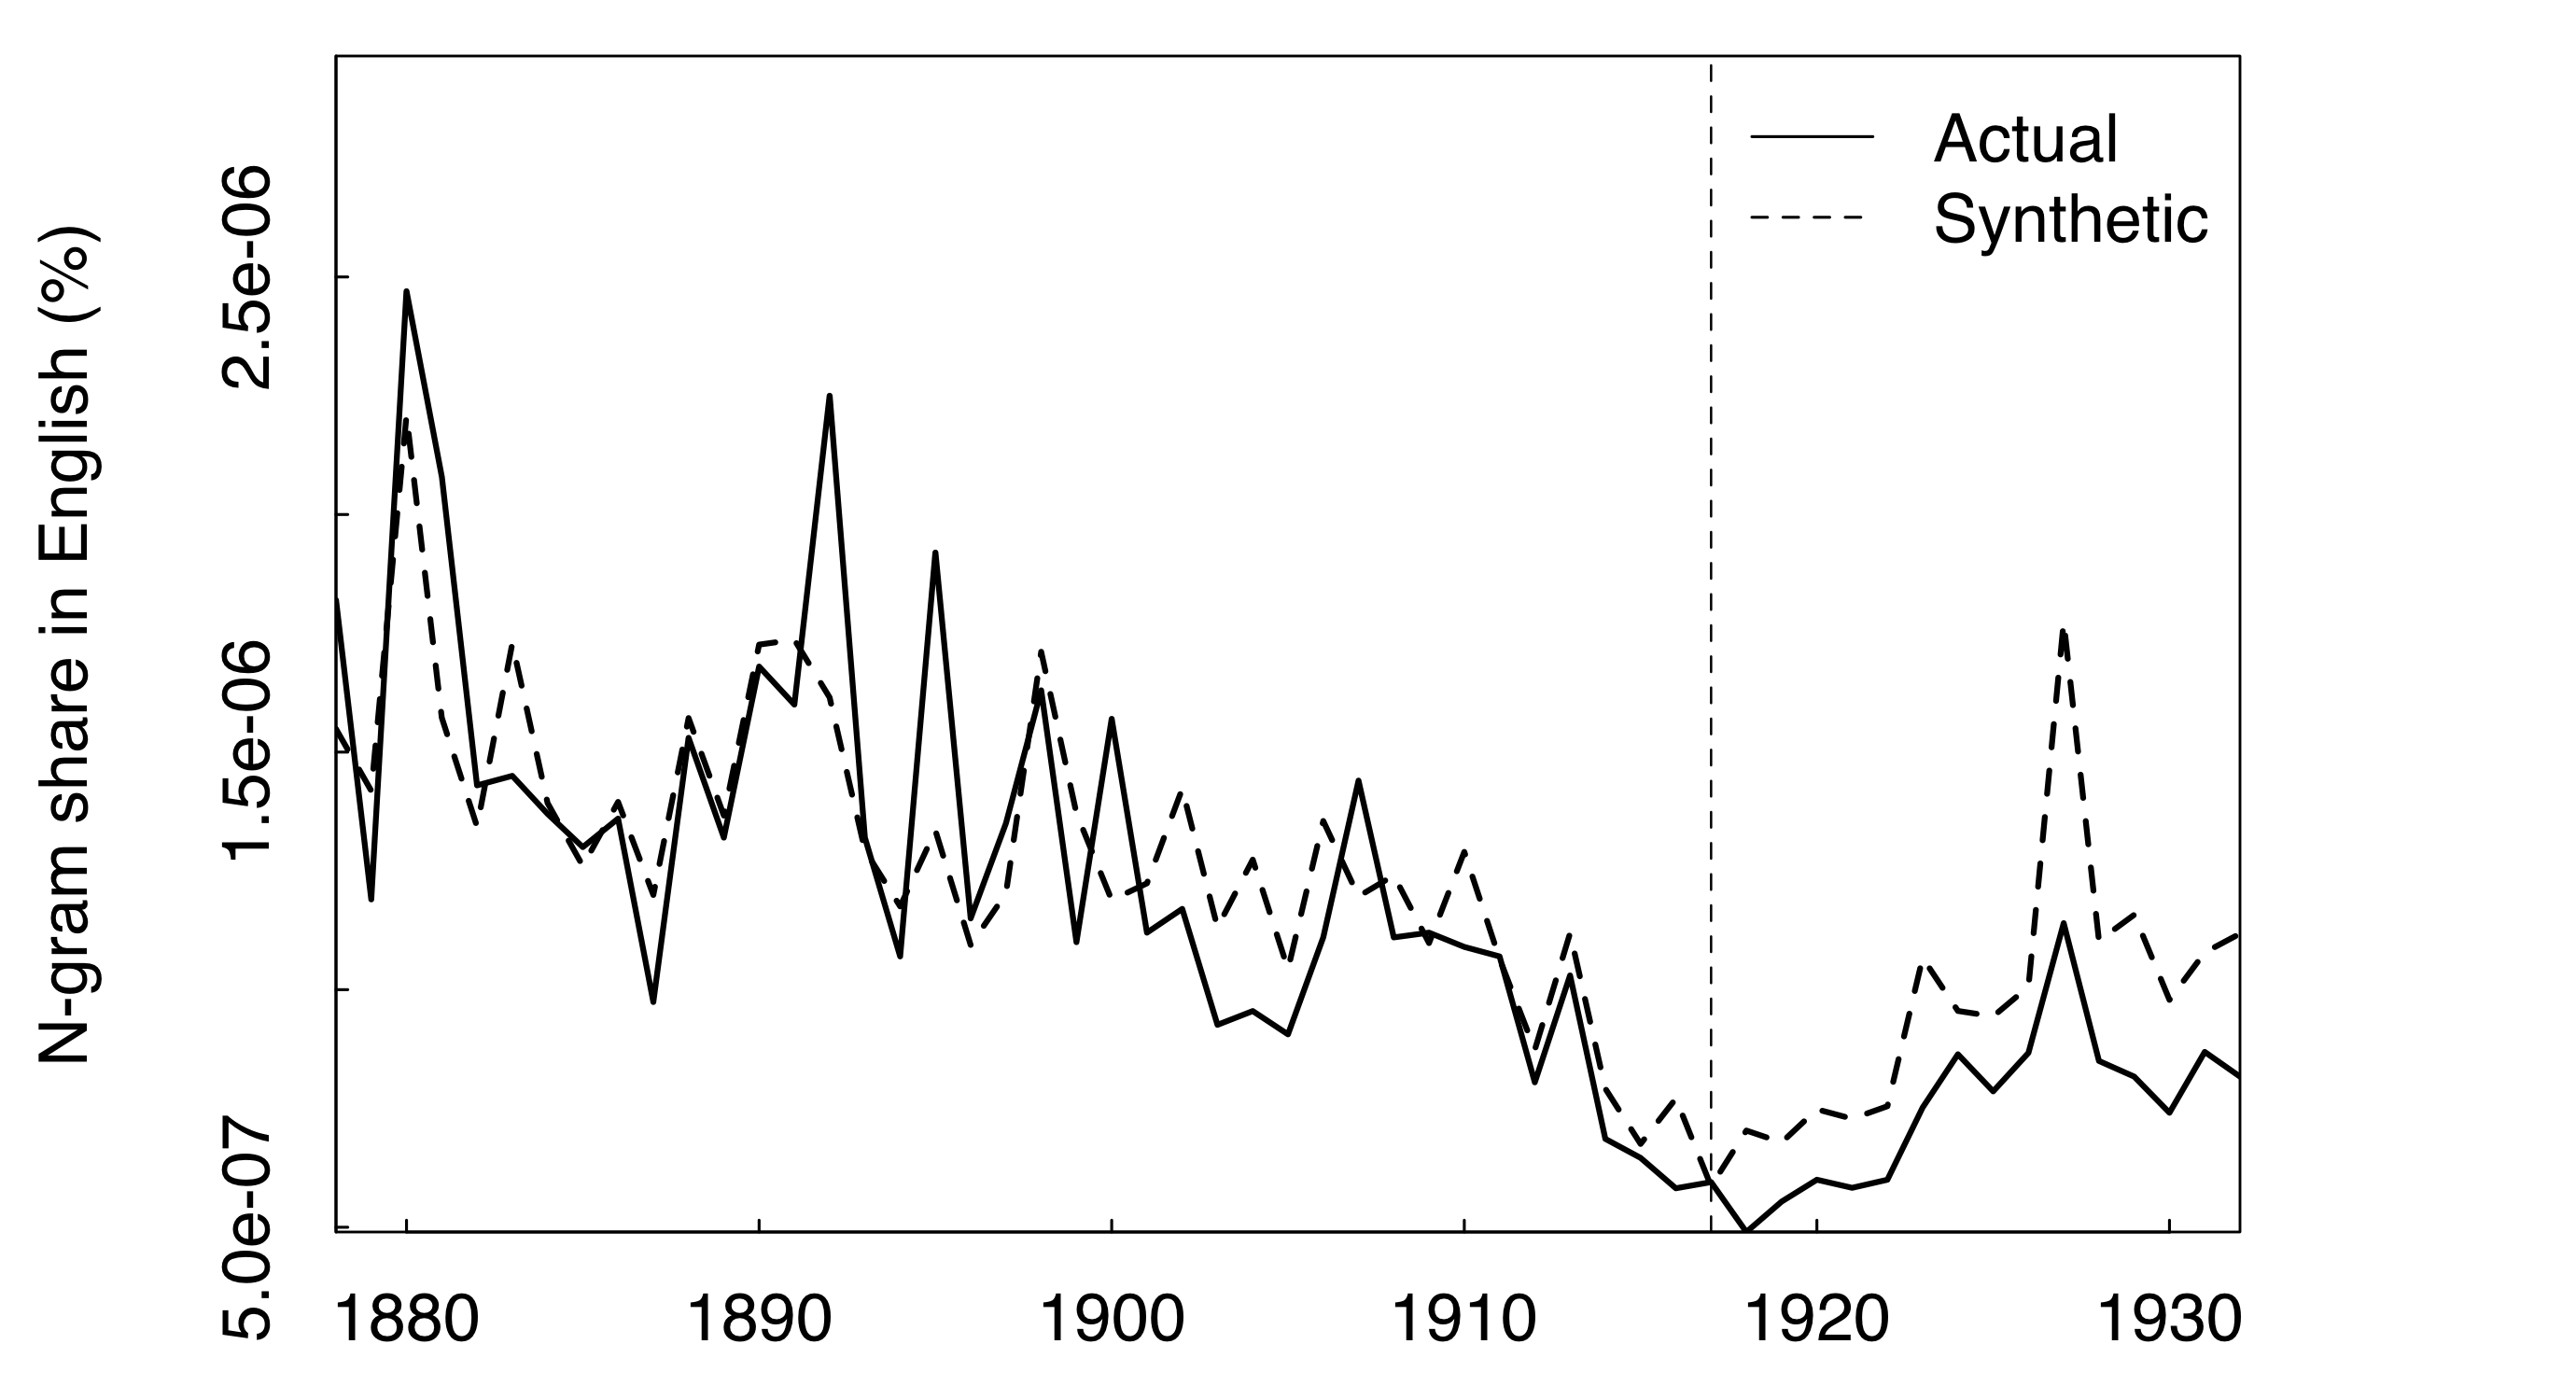 N-gram share in English (%)
2.5e-06
1.5e-06
5.0e-07
Actual
Synthetic
1880 1890 1900 1910 1920 1930